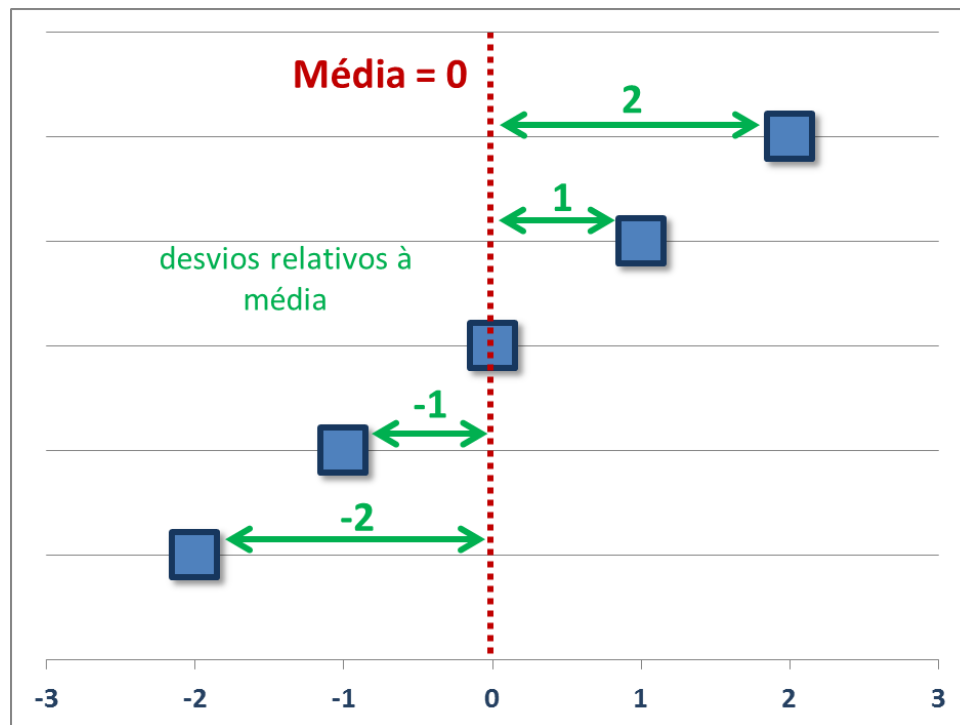 Média = 0
2
1
desvios relativos à
média
-1
-2
-3 -2 -1 0 1 2 3